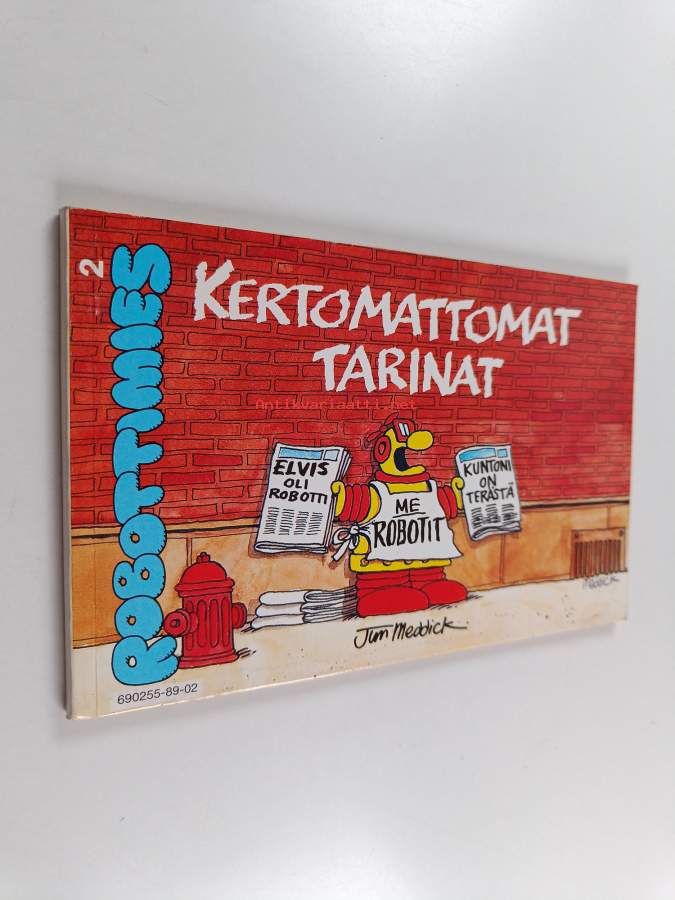 2
ROBOTTIMIES
KERTOMATTOMAT
TARINAT
Antikvariaatti.net
ELVIS
OLI
ROBOTTI
KUNTONI
ON
TERÄSTÄ
ME
ROBOTIT
MEDDICK
Jim Meddick
690255-89-02